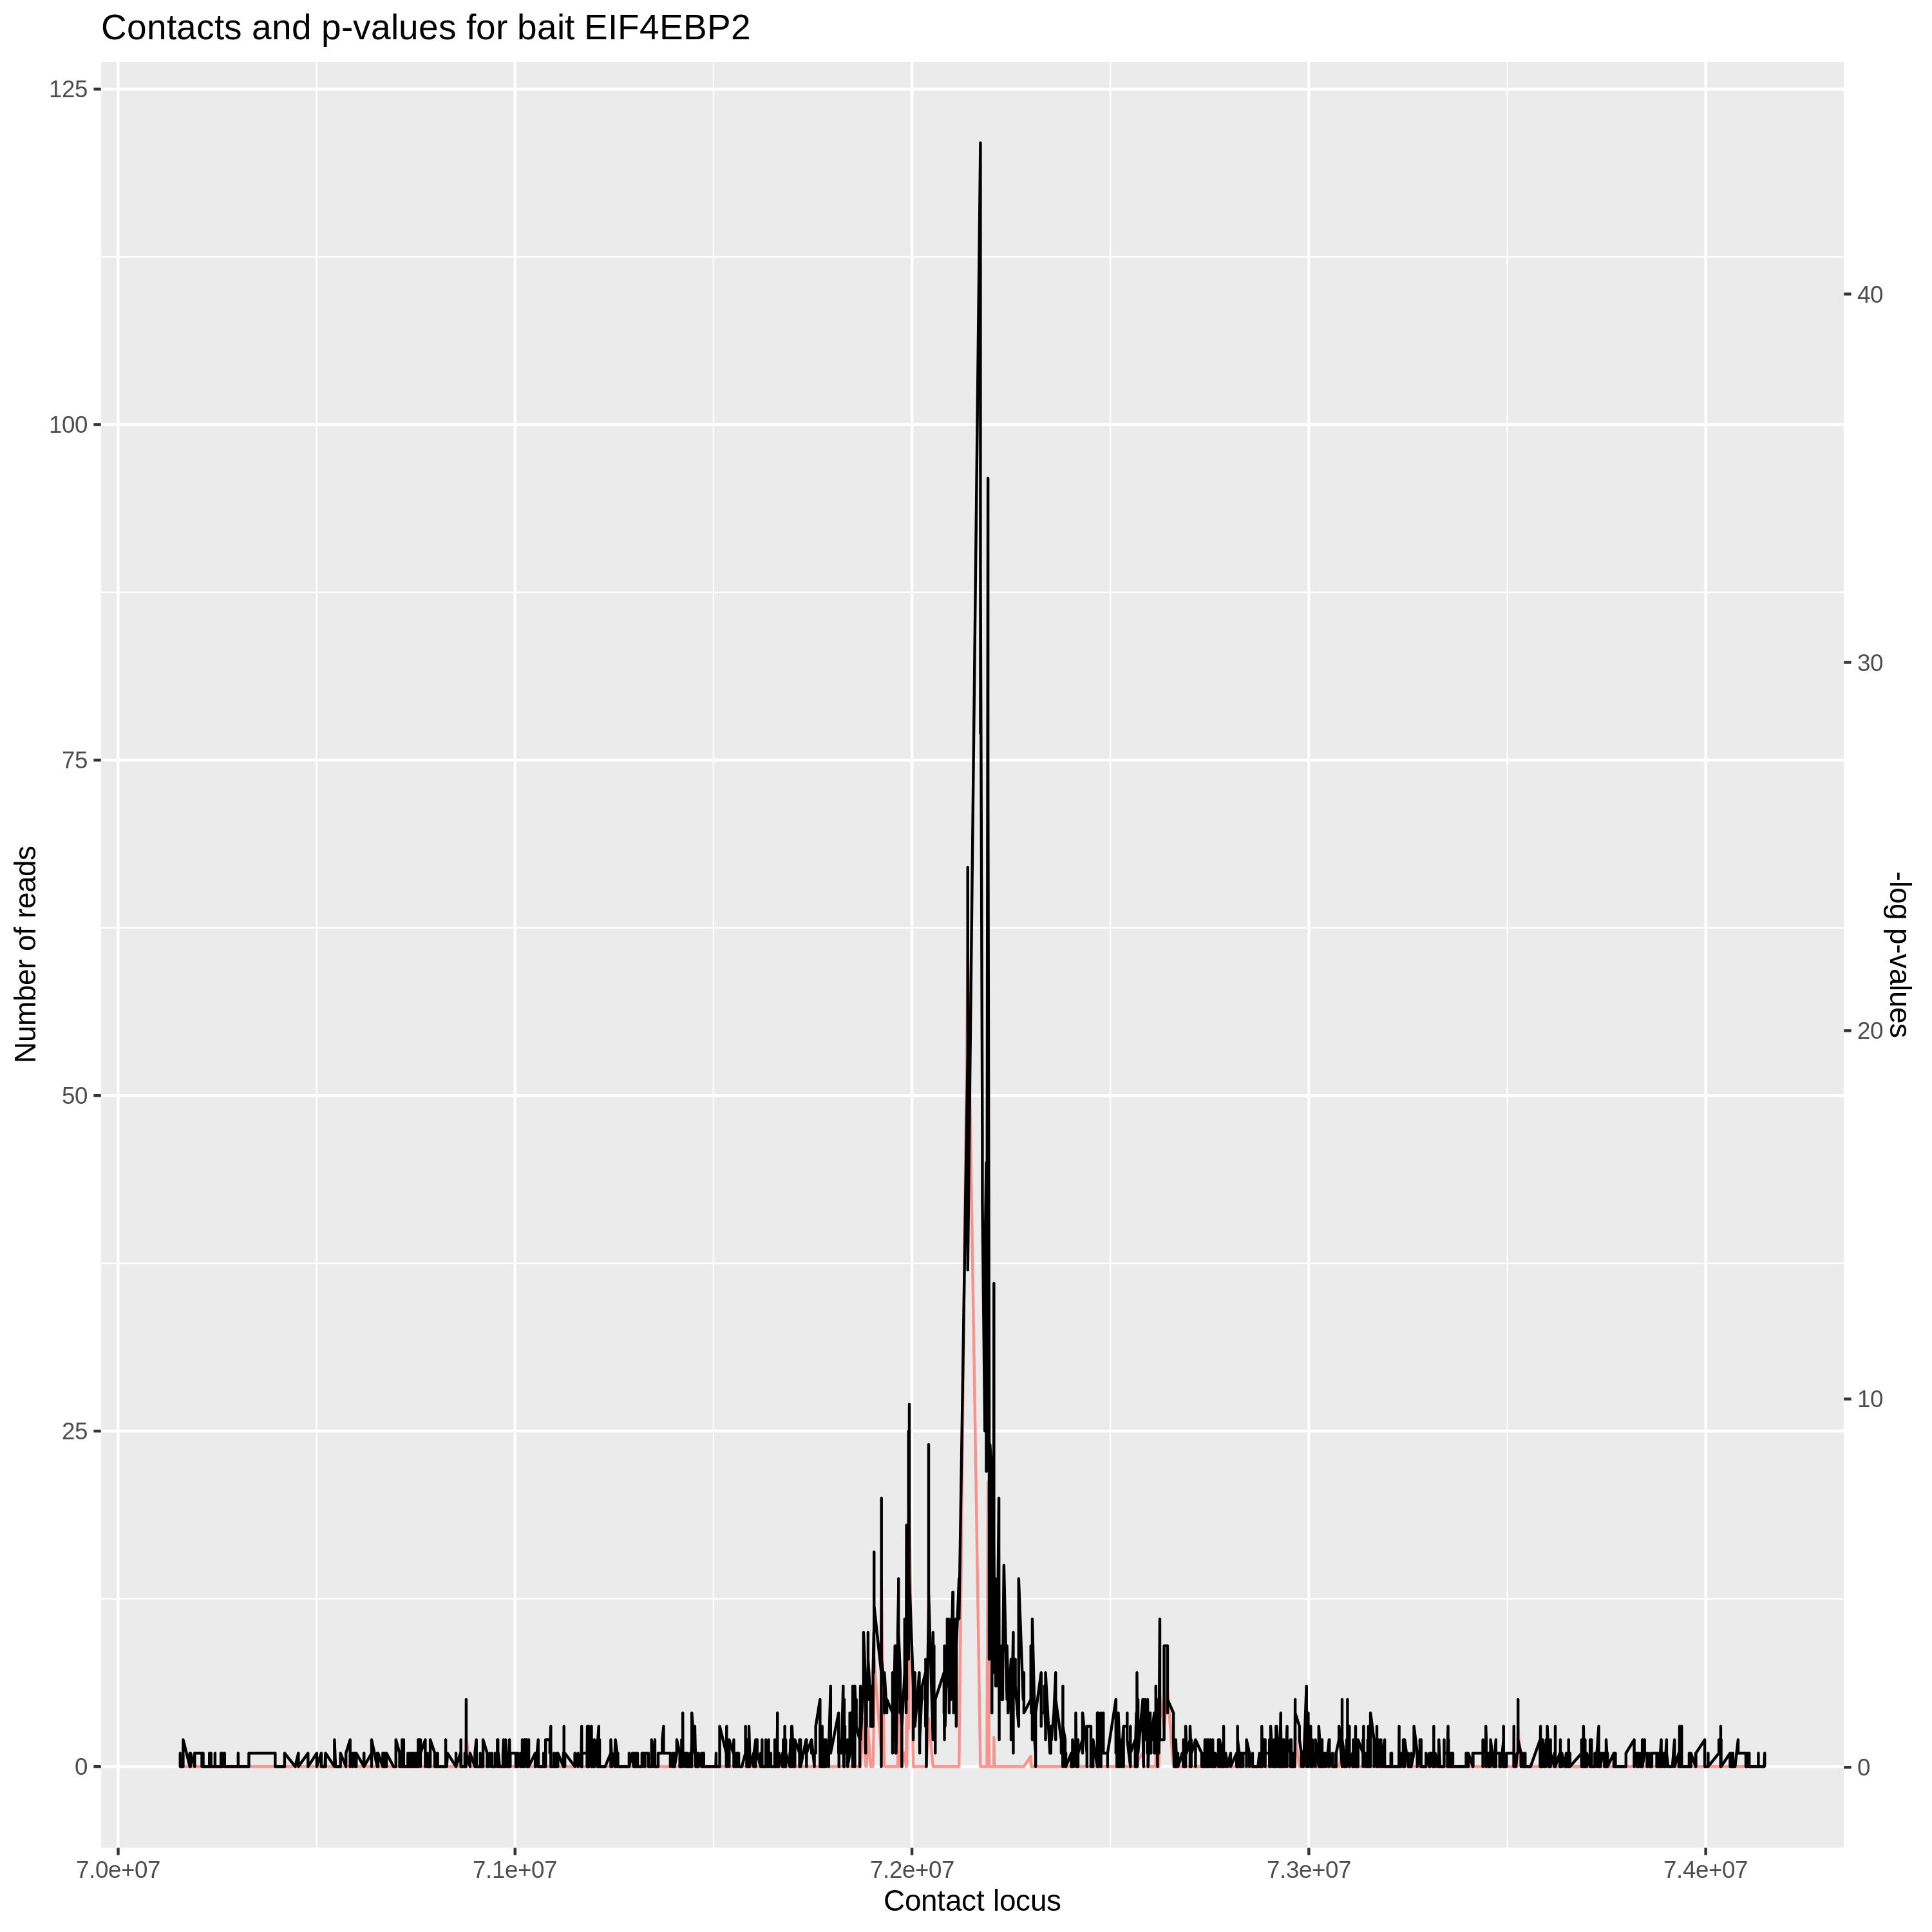 Contacts and p-values for bait EIF4EBP2
125
100
75
50
25
0
Number of reads
40
30
20
10
0
-log p-values
7.0e+07
7.1e+07
7.2e+07
7.3e+07
7.4e+07
Contact locus